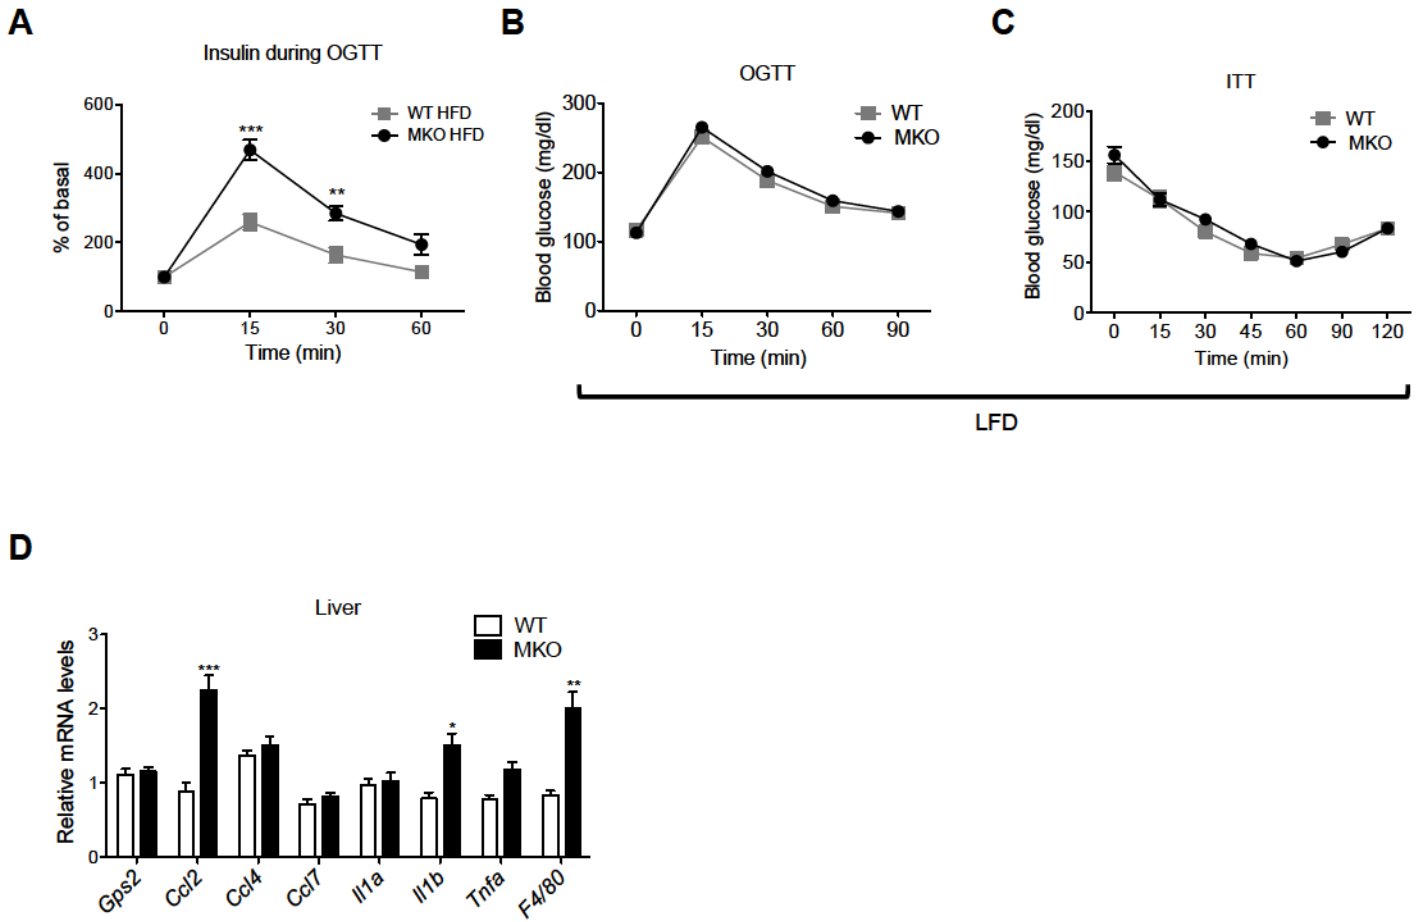 A
Insulin during OGTT
% of basal
600
400
200
0
WT HFD
MKO HFD
***
**
0 15 30 60
Time (min)
B
OGTT
Blood glucose (mg/dl)
300
200
100
0
WT
MKO
0 15 30 60 90
Time (min)
C
ITT
Blood glucose (mg/dl)
200
150
100
50
0
WT
MKO
0 15 30 45 60 90 120
Time (min)
LFD
D
Liver
Relative mRNA levels
3
2
1
0
WT
MKO
***
*
**
Gps2 Ccl2 Ccl4 Ccl7 Il1a Il1b Tnfa F4/80